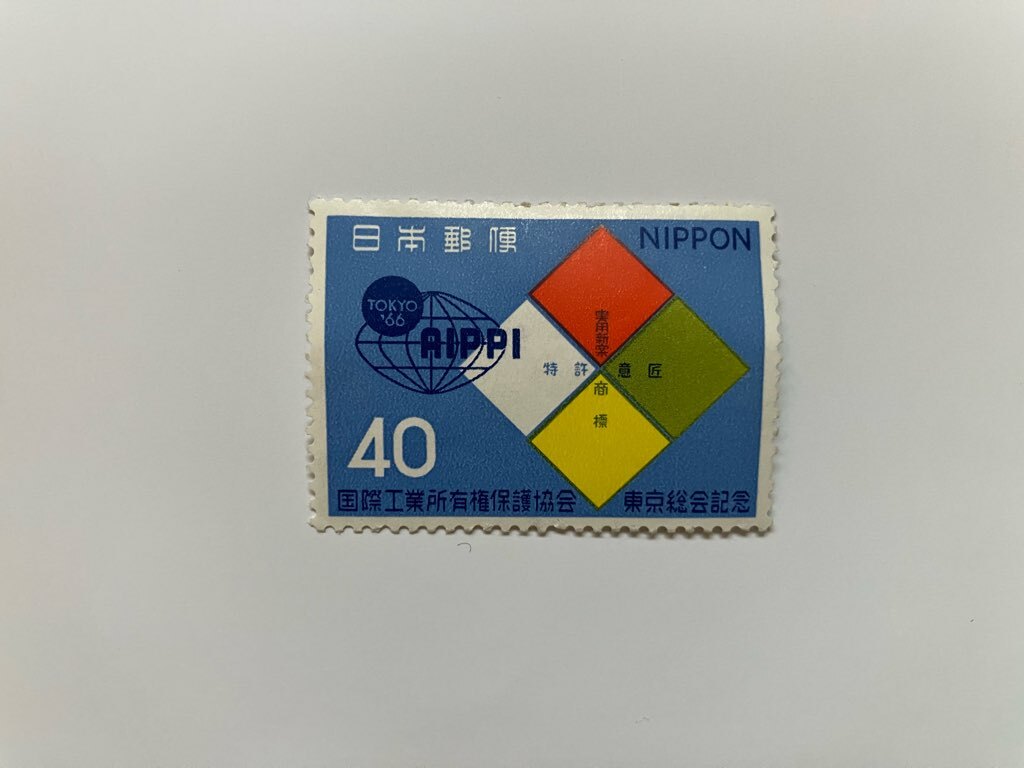 日本郵便
NIPPON
TOKYO
'66
AIPPI
実用新案
特許
意匠
商標
40
国際工業所有権保護協会 東京総会記念